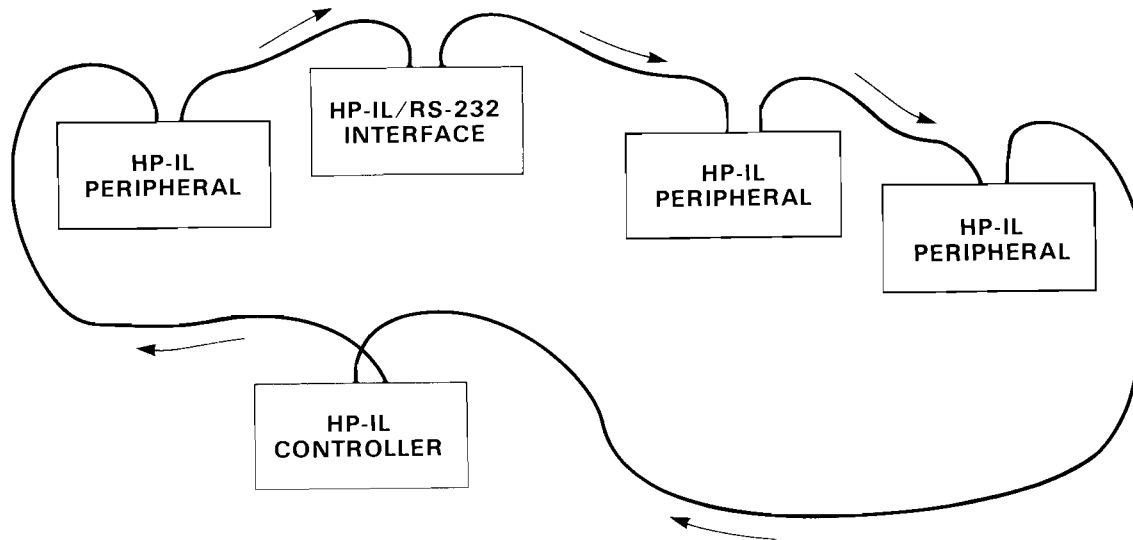 HP-IL
PERIPHERAL
HP-IL/RS-232
INTERFACE
HP-IL
PERIPHERAL
HP-IL
PERIPHERAL
HP-IL
CONTROLLER